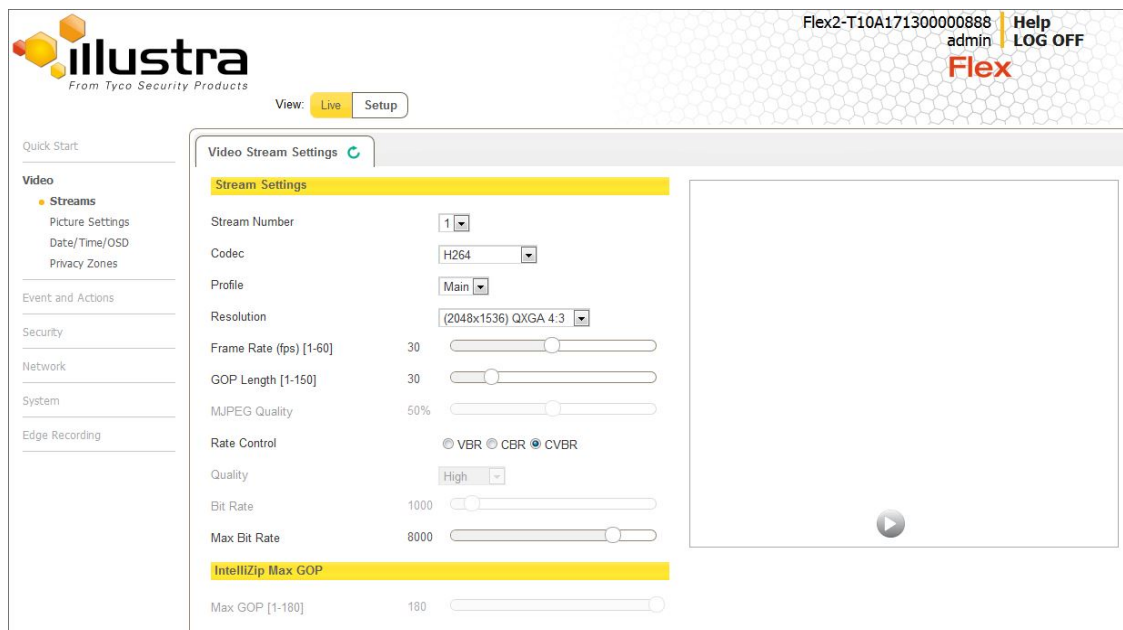 illustra
From Tyco Security Products
Flex2-T10A171300000888
admin
Help
LOG OFF
Flex
View: Live Setup
Quick Start
Video
Streams
Picture Settings
Date/Time/OSD
Privacy Zones
Event and Actions
Security
Network
System
Edge Recording
Video Stream Settings
Stream Settings
Stream Number 1
Codec H264
Profile Main
Resolution (2048x1536) QXGA 4:3
Frame Rate (fps) [1-60] 30
GOP Length [1-150] 30
MJPEG Quality 50%
Rate Control VBR CBR CVBR
Quality High
Bit Rate 1000
Max Bit Rate 8000
IntelliZip Max GOP
Max GOP [1-180] 180